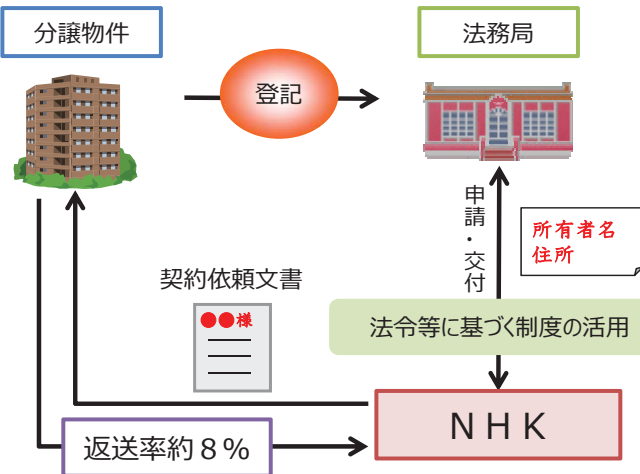 分譲物件
法務局
登記
申請・交付
所有者名
住所
契約依頼文書
●●様
法令等に基づく制度の活用
NHK
返送率約８％